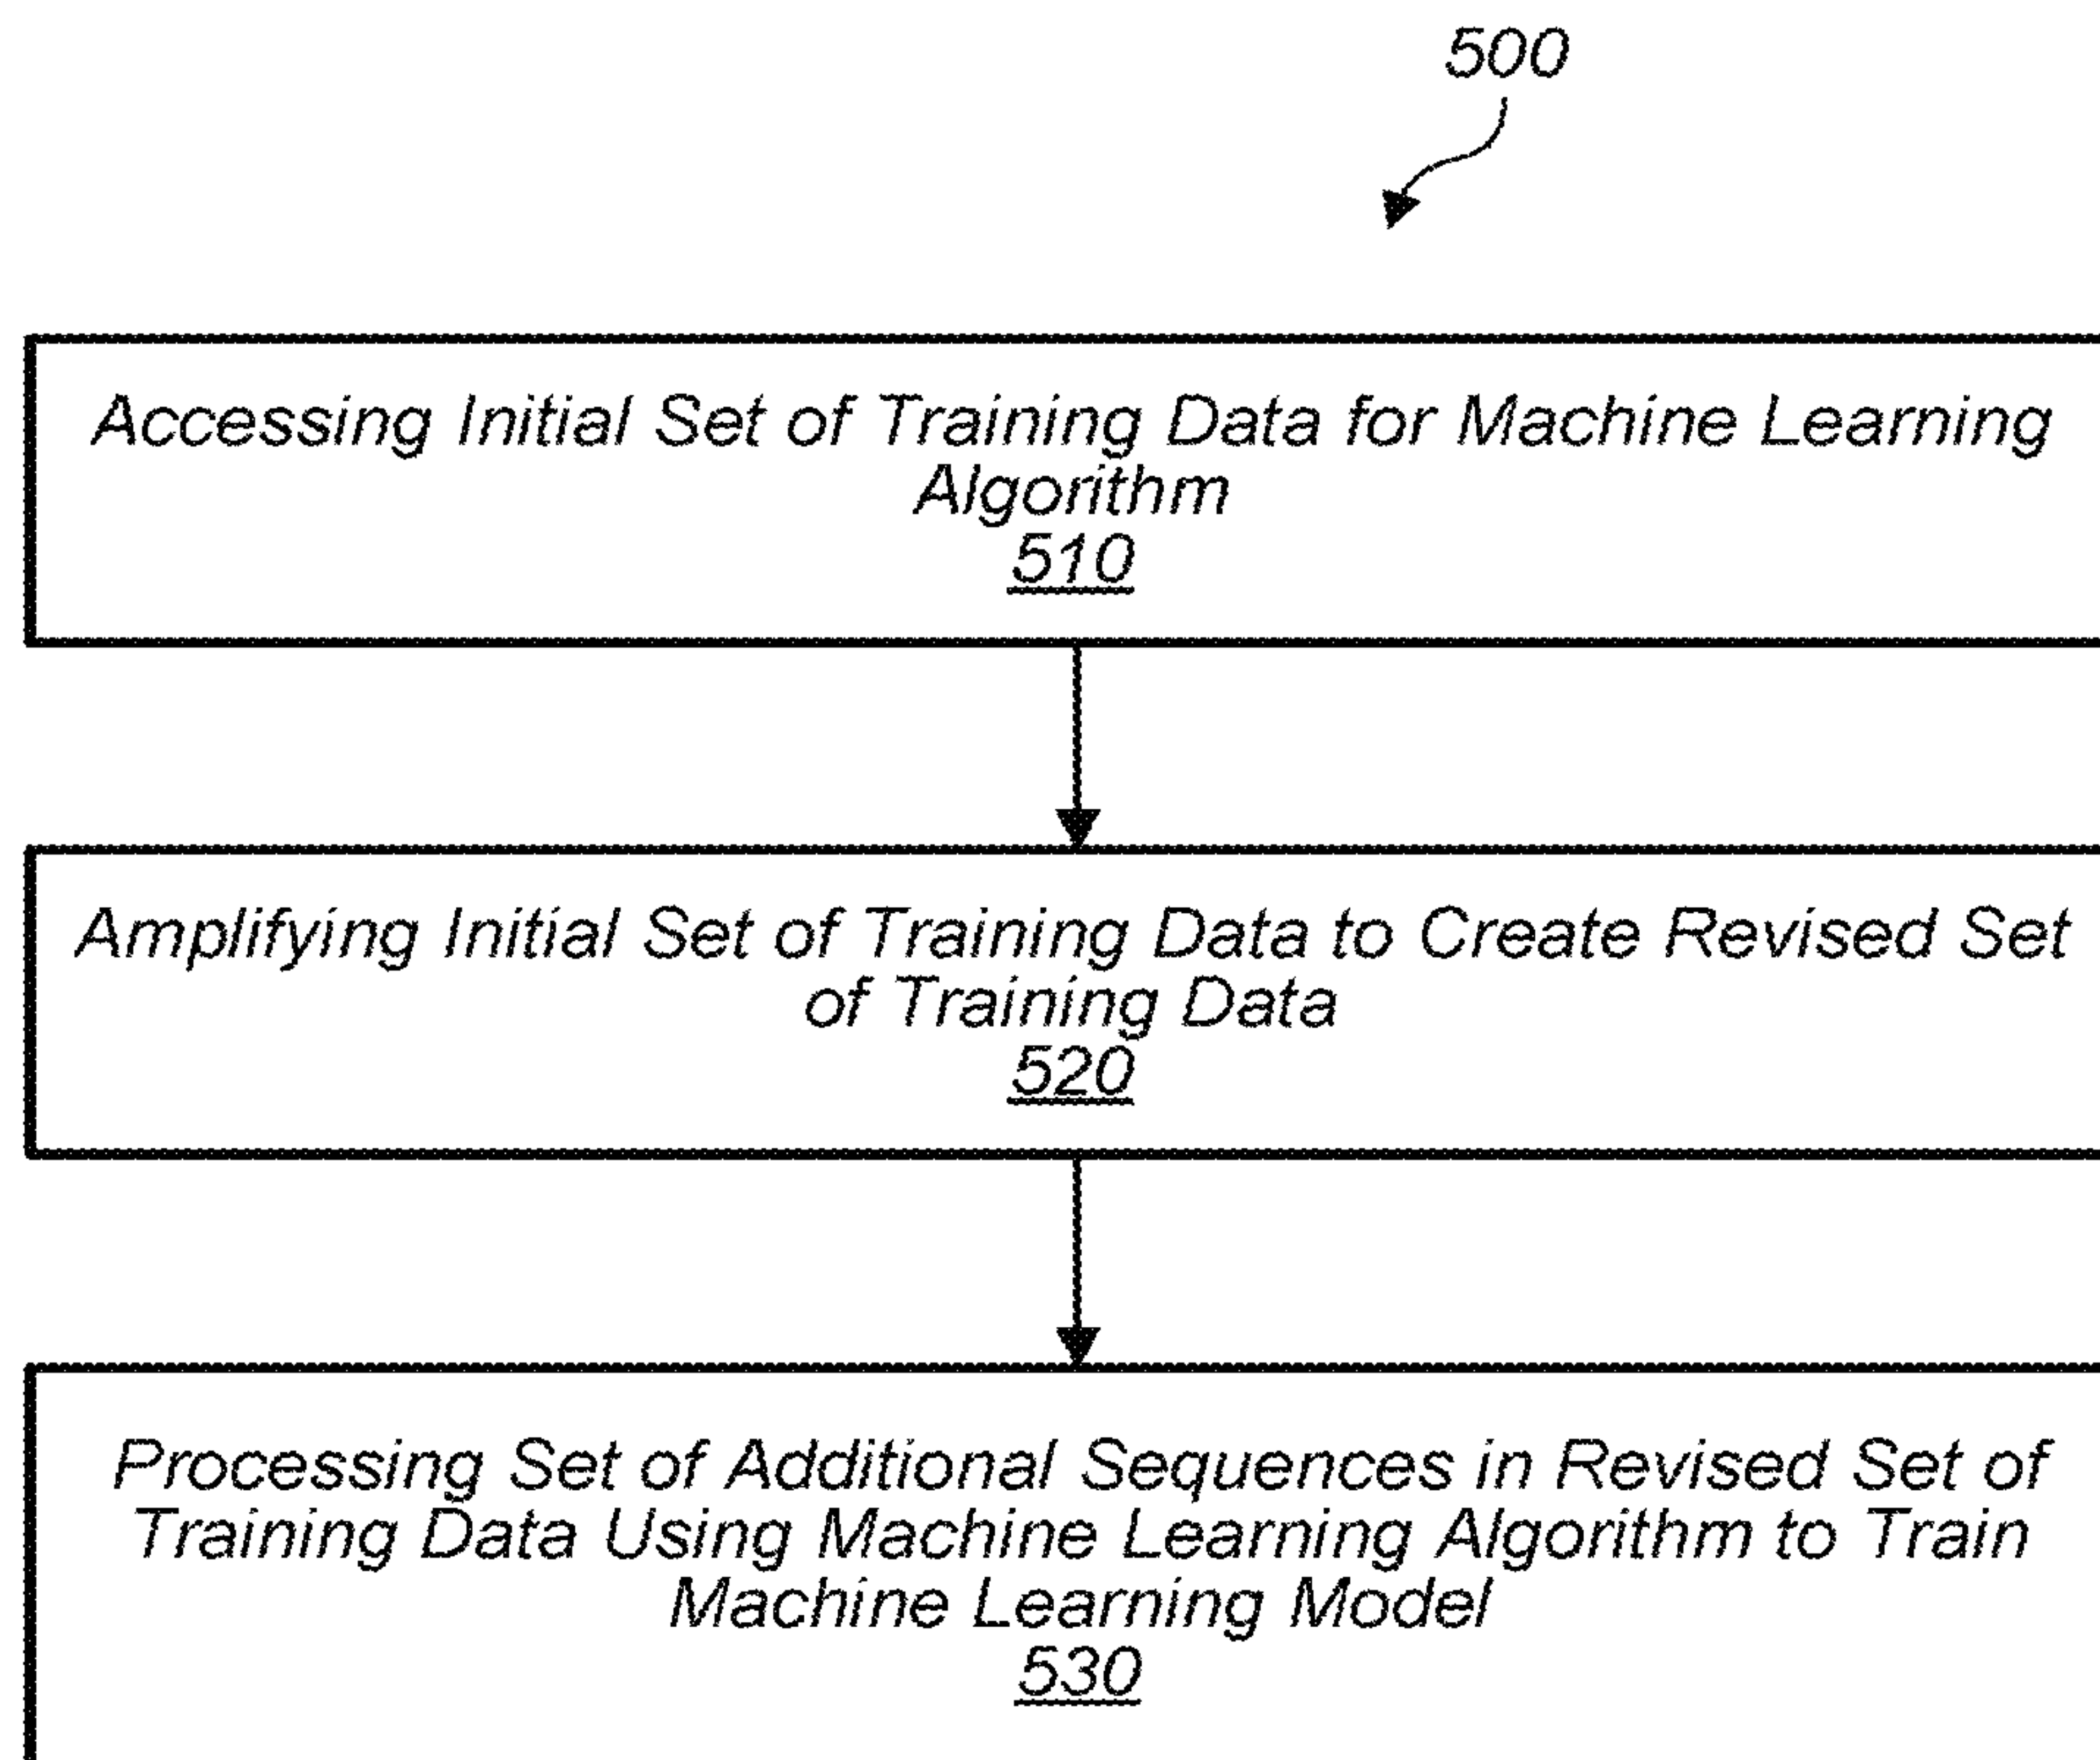 500
Accessing Initial Set of Training Data for Machine Learning
Algorithm
510
Amplifying Initial Set of Training Data to Create Revised Set
of Training Data
520
Processing Set of Additional Sequences in Revised Set of
Training Data Using Machine Learning Algorithm to Train
Machine Learning Model
530